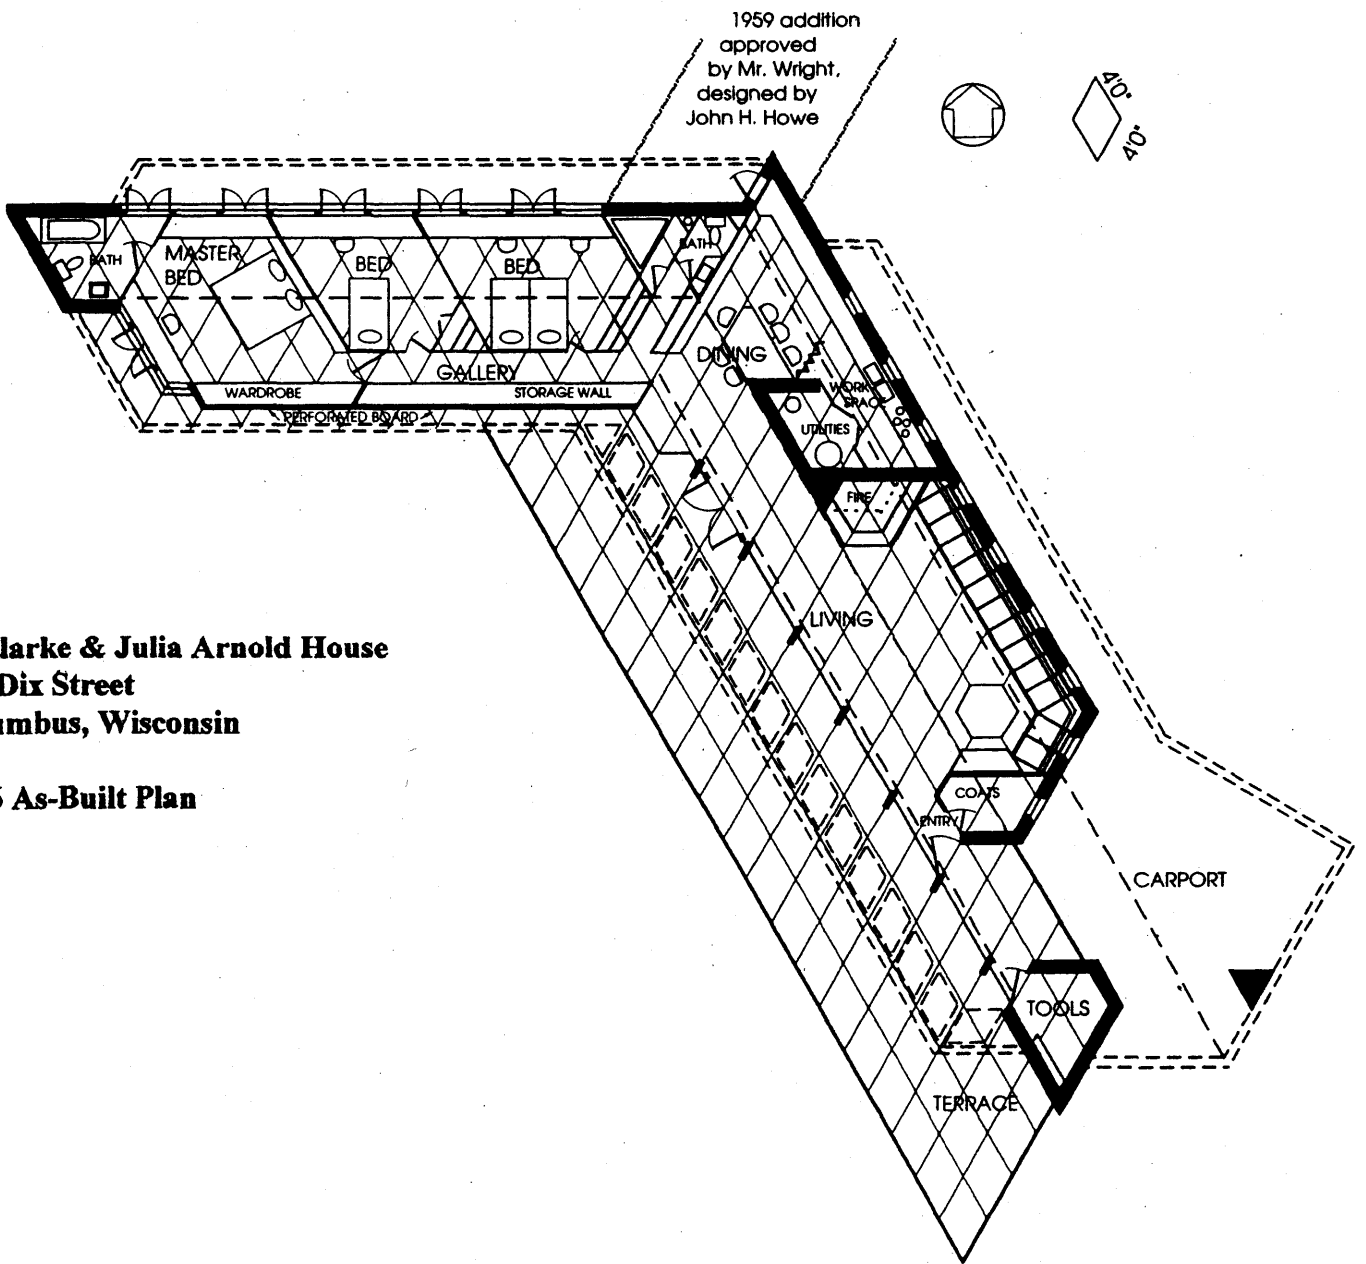 1959 addition
approved
by Mr. Wright,
designed by
John H. Howe
4'0"
4'0"
BATH
MASTER
BED
BED
BED
BATH
DINING
GALLERY
WARDROBE
STORAGE WALL
PERFORATED BOARD
WORK
SPACE
UTILITIES
FIRE
LIVING
larke & Julia Arnold House
Dix Street
umbus, Wisconsin
As-Built Plan
COATS
ENTRY
CARPORT
TOOLS
TERRACE